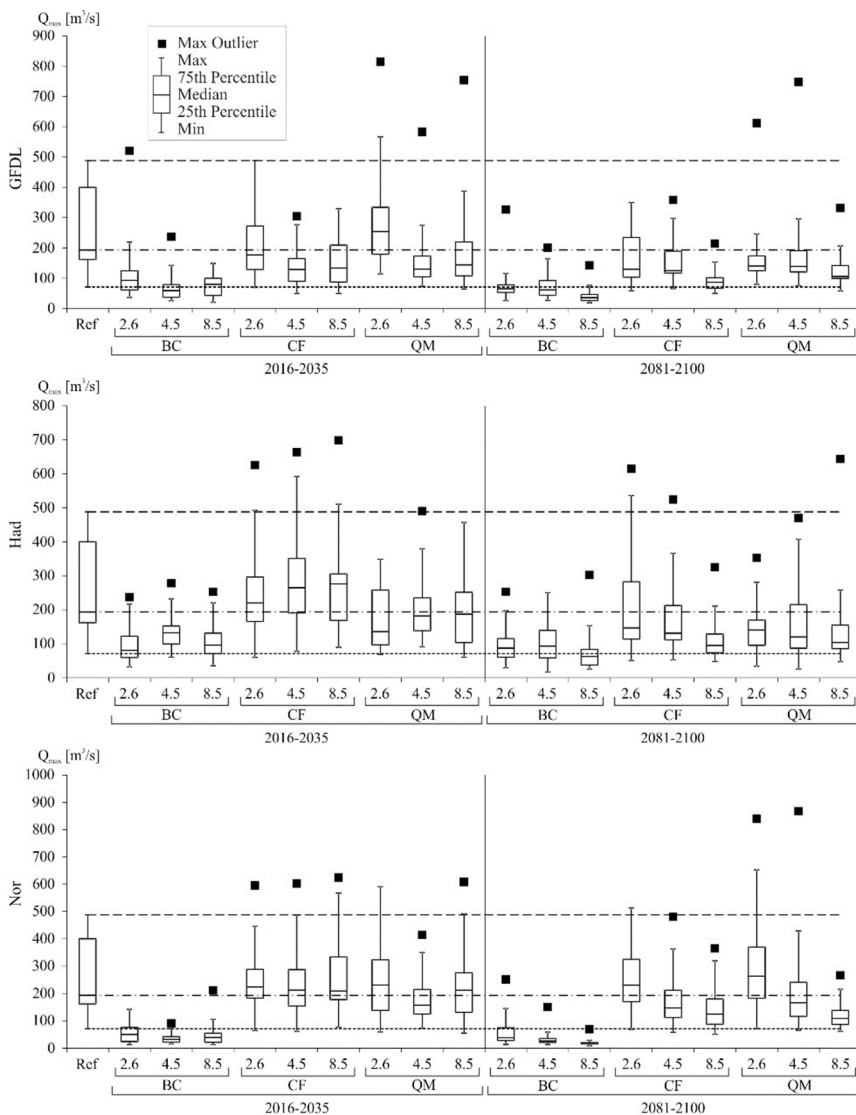 Qmax [m³/s]
900
800
700
600
500
400
300
200
100
0
GFDL
Max Outlier
Max
75th Percentile
Median
25th Percentile
Min
Ref 2.6 4.5 8.5 2.6 4.5 8.5 2.6 4.5 8.5 2.6 4.5 8.5 2.6 4.5 8.5 2.6 4.5 8.5
BC CF QM BC CF QM
2016-2035 2081-2100
Qmax [m³/s]
800
700
600
500
400
300
200
100
0
Had
Ref 2.6 4.5 8.5 2.6 4.5 8.5 2.6 4.5 8.5 2.6 4.5 8.5 2.6 4.5 8.5 2.6 4.5 8.5
BC CF QM BC CF QM
2016-2035 2081-2100
Qmax [m³/s]
1000
900
800
700
600
500
400
300
200
100
0
Nor
Ref 2.6 4.5 8.5 2.6 4.5 8.5 2.6 4.5 8.5 2.6 4.5 8.5 2.6 4.5 8.5 2.6 4.5 8.5
BC CF QM BC CF QM
2016-2035 2081-2100